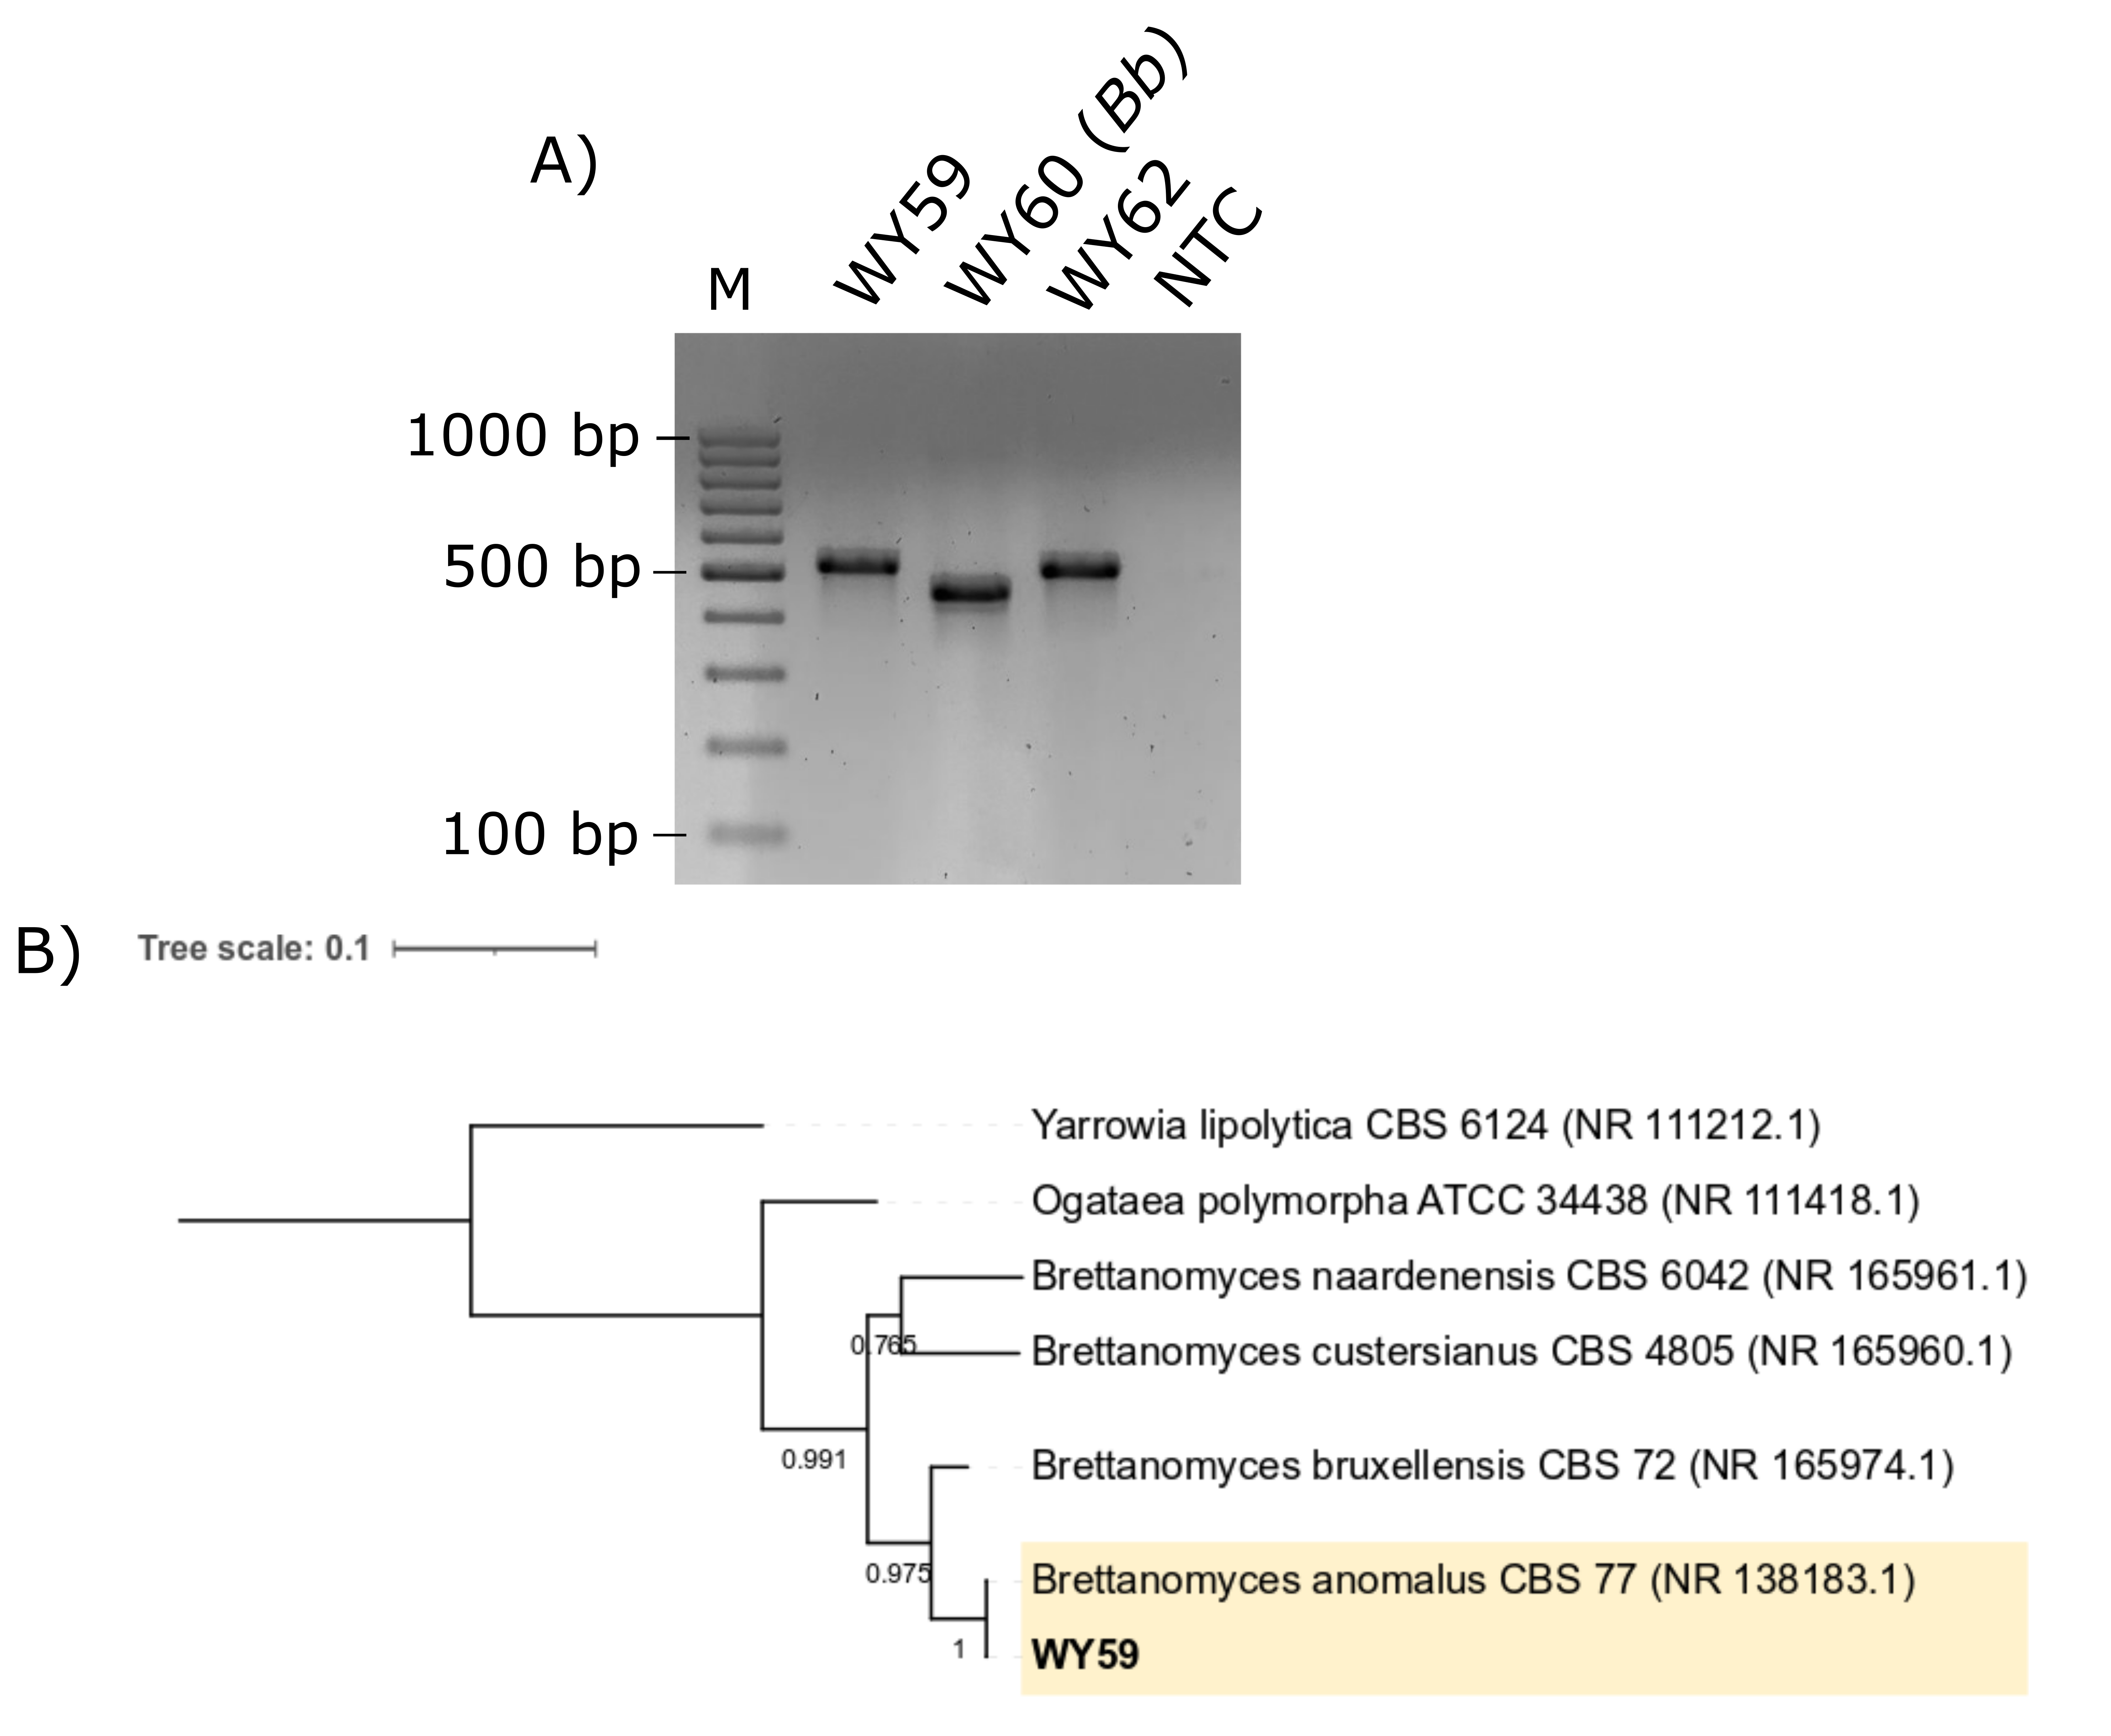 A)
M
WY59
WY60 (Bb)
WY62
NTC
1000 bp
500 bp
100 bp
B)
Tree scale: 0.1
Yarrowia lipolytica CBS 6124 (NR 111212.1)
Ogataea polymorpha ATCC 34438 (NR 111418.1)
Brettanomyces naardenensis CBS 6042 (NR 165961.1)
0.765
Brettanomyces custersianus CBS 4805 (NR 165960.1)
0.991
Brettanomyces bruxellensis CBS 72 (NR 165974.1)
0.975
Brettanomyces anomalus CBS 77 (NR 138183.1)
1
WY59